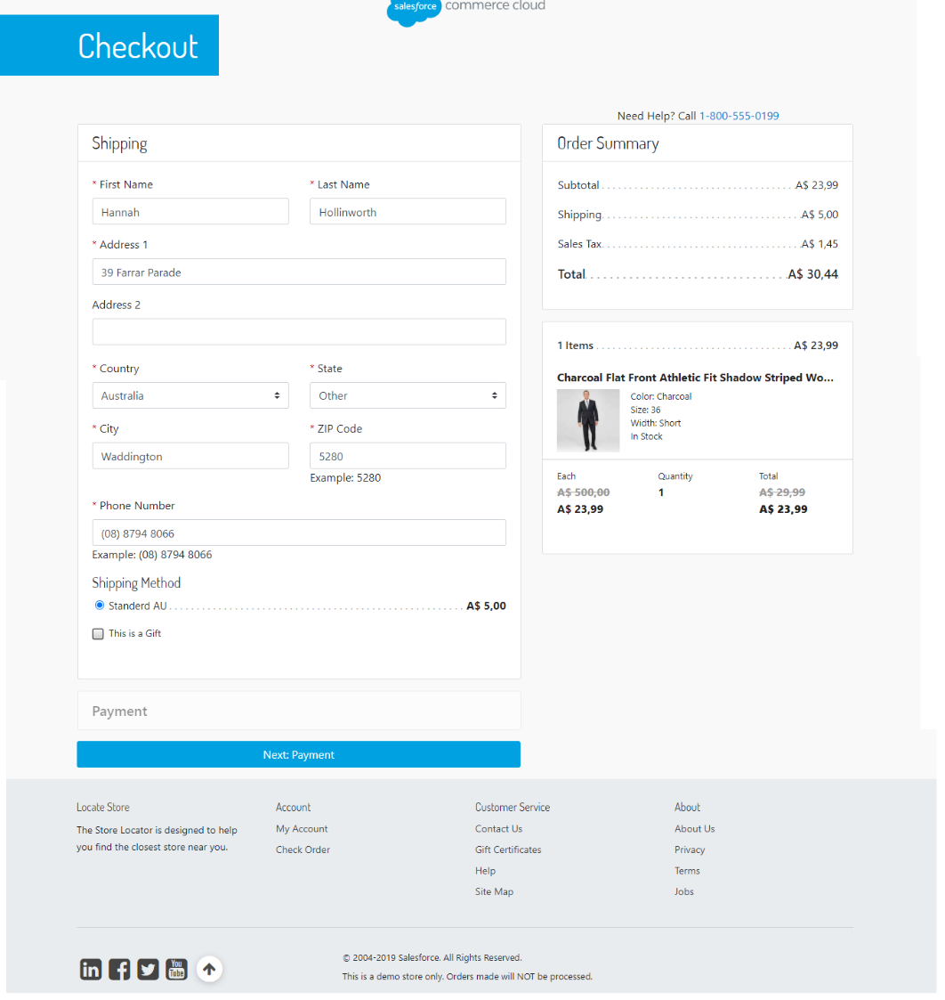 salesforce commerce cloud
Checkout
Need Help? Call 1-800-555-0199
Shipping
* First Name
* Last Name
Hannah
Hollinworth
* Address 1
39 Farrar Parade
Address 2
* Country
* State
Australia
Other
* City
* ZIP Code
Waddington
5280
Example: 5280
* Phone Number
(08) 8794 8066
Example: (08) 8794 8066
Shipping Method
Standerd AU A$ 5,00
This is a Gift
Payment
Next: Payment
Order Summary
Subtotal A$ 23,99
Shipping A$ 5,00
Sales Tax A$ 1,45
Total A$ 30,44
1 Items A$ 23,99
Charcoal Flat Front Athletic Fit Shadow Striped Wo...
Color: Charcoal
Size: 36
Width: Short
In Stock
Each Quantity Total
A$ 500,00 1 A$ 29,99
A$ 23,99 A$ 23,99
Locate Store
The Store Locator is designed to help
you find the closest store near you.
Account
My Account
Check Order
Customer Service
Contact Us
Gift Certificates
Help
Site Map
About
About Us
Privacy
Terms
Jobs
in f You Tube
© 2004-2019 Salesforce. All Rights Reserved.
This is a demo store only. Orders made will NOT be processed.